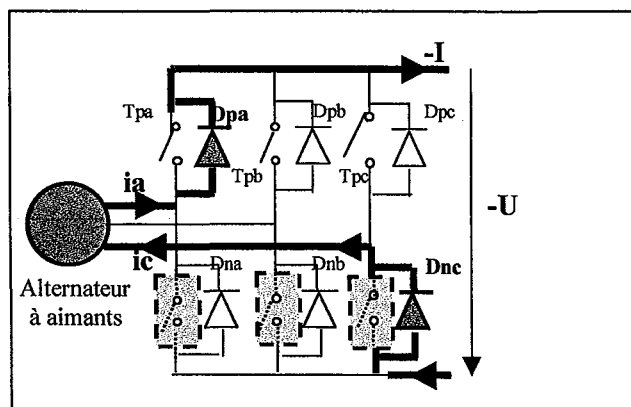 -I
Tpa
Dpa
Dpb
Dpc
Tpb
Tpc
ia
-U
ic
Dna
Dnb
Dnc
Alternateur
à aimants